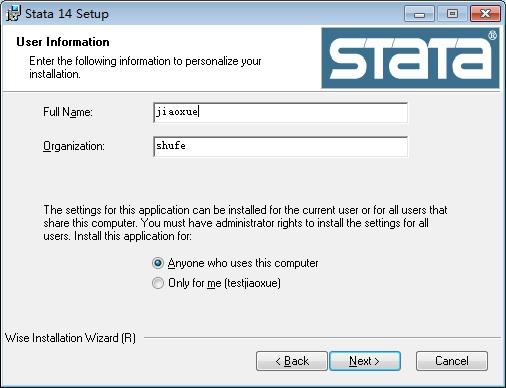 Stata 14 Setup
User Information
Enter the following information to personalize your
installation.
STATA®
Full Name:
jiaoxue
Organization:
shufe
The settings for this application can be installed for the current user or for all users that
share this computer. You must have administrator rights to install the settings for all
users. Install this application for:
Anyone who uses this computer
Only for me (testjiaoxue)
Wise Installation Wizard (R)
< Back
Next >
Cancel